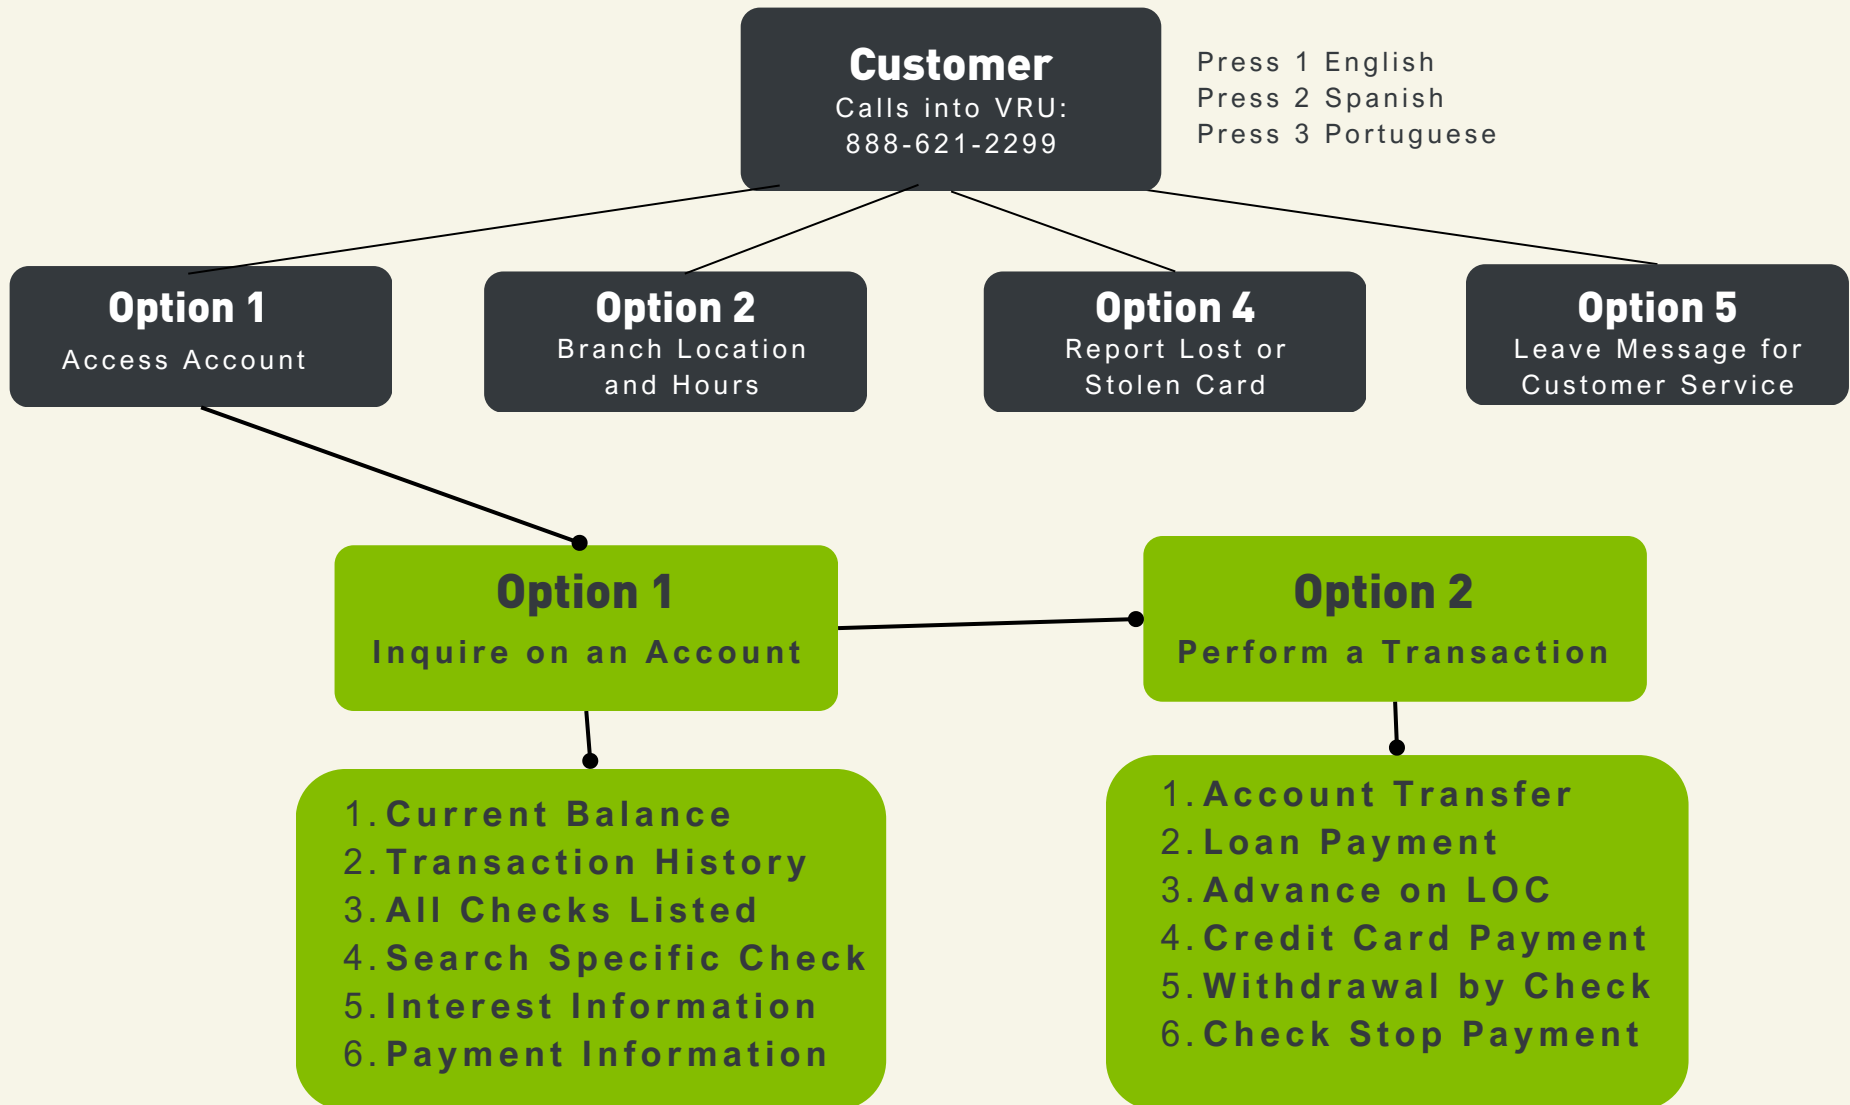 Customer
Calls into VRU:
888-621-2299
Press 1 English
Press 2 Spanish
Press 3 Portuguese
Option 1
Access Account
Option 2
Branch Location
and Hours
Option 4
Report Lost or
Stolen Card
Option 5
Leave Message for
Customer Service
Option 1
Inquire on an Account
Option 2
Perform a Transaction
1. Current Balance
2. Transaction History
3. All Checks Listed
4. Search Specific Check
5. Interest Information
6. Payment Information
1. Account Transfer
2. Loan Payment
3. Advance on LOC
4. Credit Card Payment
5. Withdrawal by Check
6. Check Stop Payment